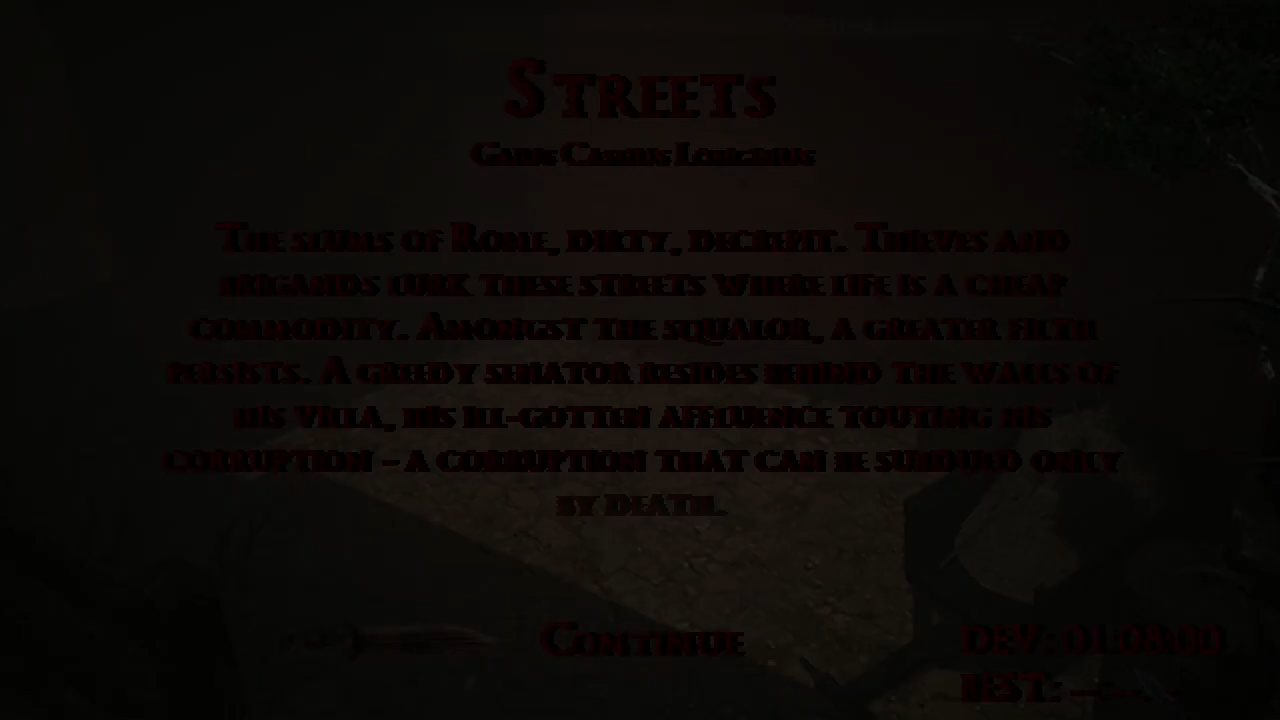 Streets
Gaius Cassius Longinus
The slums of Rome, dirty, decrepit. Thieves and
brigands lurk these streets where life is a cheap
commodity. Amongst the squalor, a greater filth
persists. A greedy senator resides behind the walls of
his villa, his ill-gotten affluence touting his
corruption - a corruption that can be subdued only
by death.
Continue
DEV: 01:08:00
BEST: --:--.